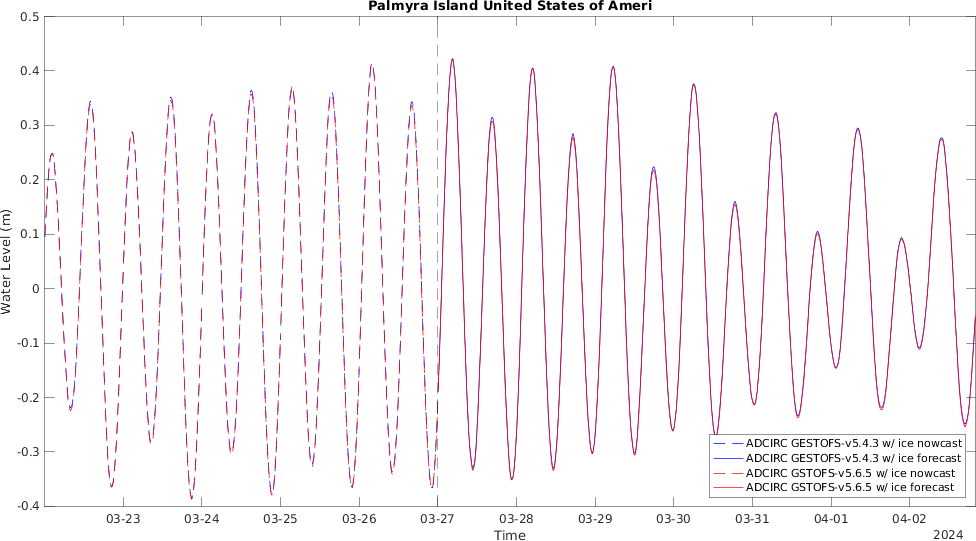 Palmyra Island United States of Ameri
Water Level (m)
0.5
0.4
0.3
0.2
0.1
0
-0.1
-0.2
-0.3
-0.4
ADCIRC GESTOFS-v5.4.3 w/ ice nowcast
ADCIRC GESTOFS-v5.4.3 w/ ice forecast
ADCIRC GSTOFS-v5.6.5 w/ ice nowcast
ADCIRC GSTOFS-v5.6.5 w/ ice forecast
03-23 03-24 03-25 03-26 03-27 03-28 03-29 03-30 03-31 04-01 04-02
Time
2024